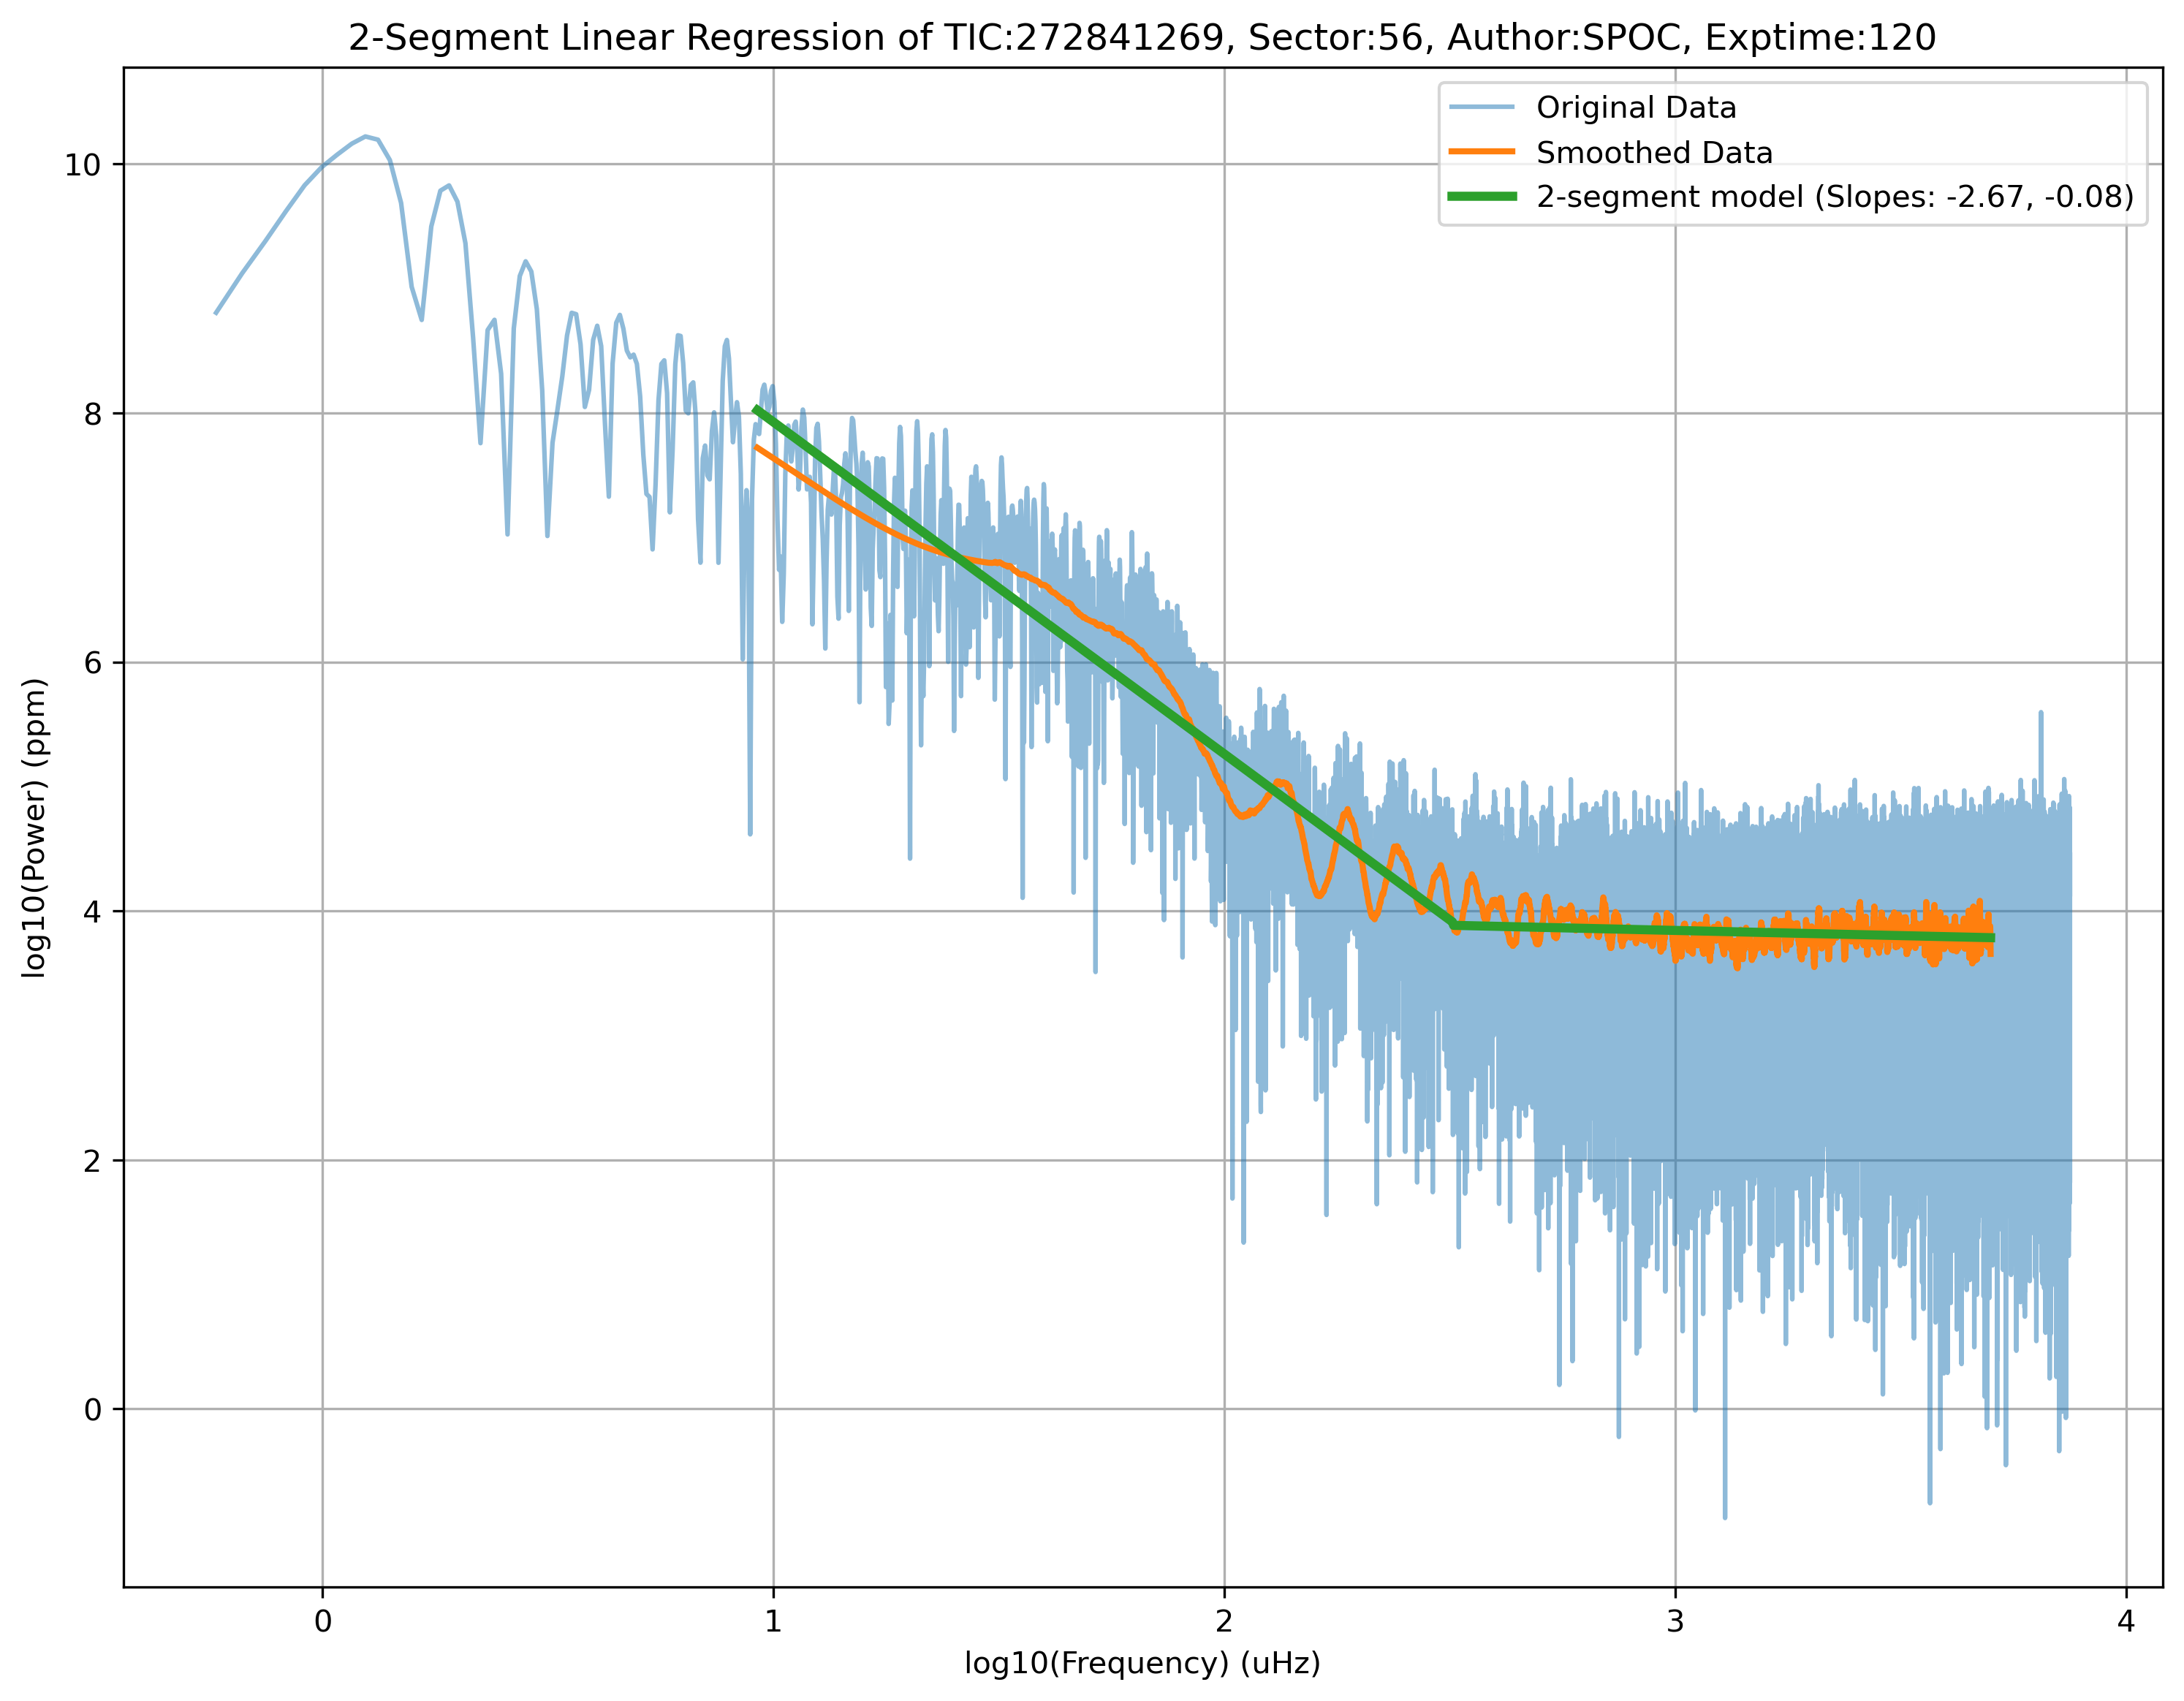 2-Segment Linear Regression of TIC:272841269, Sector:56, Author:SPOC, Exptime:120
Original Data
Smoothed Data
2-segment model (Slopes: -2.67, -0.08)
10
8
6
4
2
0
log10(Power) (ppm)
0
1
2
3
4
log10(Frequency) (uHz)